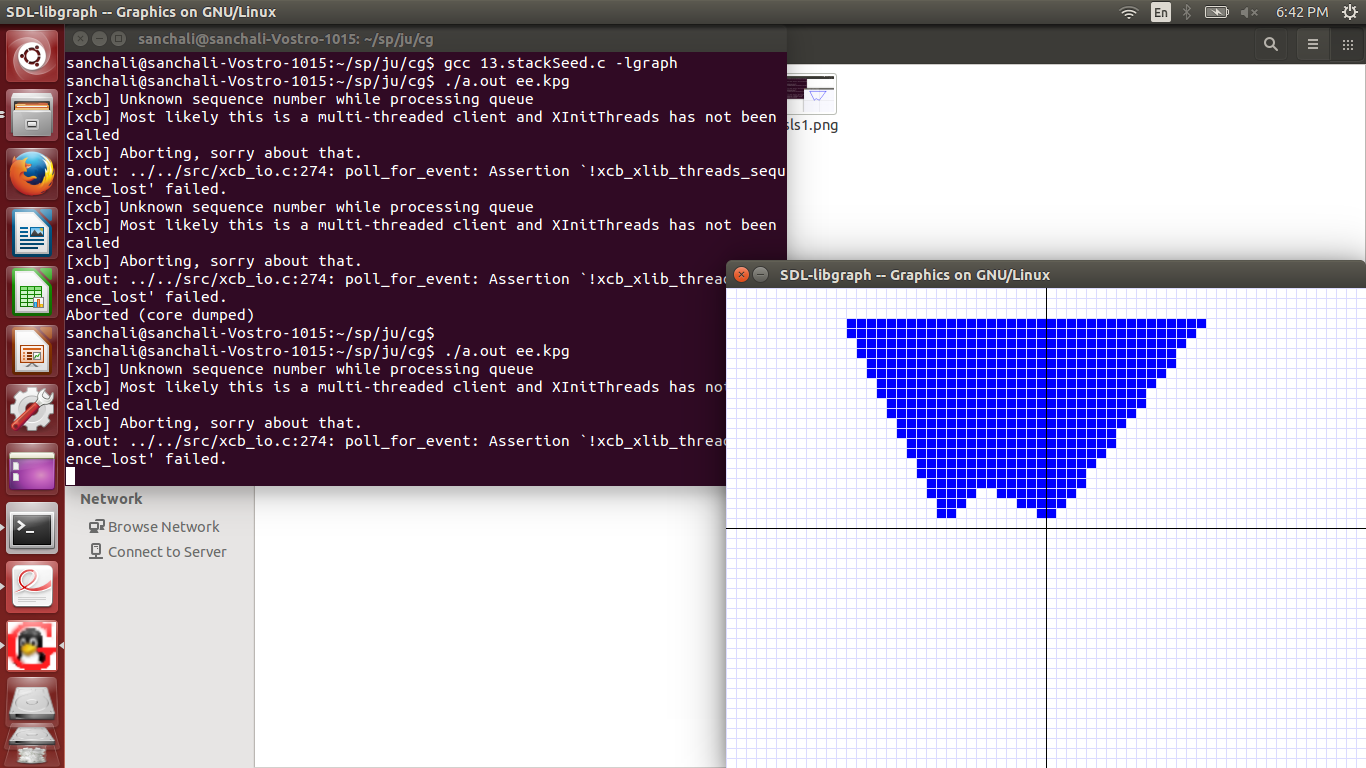 SDL-libgraph -- Graphics on GNU/Linux
En
6:42 PM
sanchali@sanchali-Vostro-1015: ~/sp/ju/cg
sanchali@sanchali-Vostro-1015:~/sp/ju/cg$ gcc 13.stackSeed.c -lgraph
sanchali@sanchali-Vostro-1015:~/sp/ju/cg$ ./a.out ee.kpg
[xcb] Unknown sequence number while processing queue
[xcb] Most likely this is a multi-threaded client and XInitThreads has not been
called
[xcb] Aborting, sorry about that.
a.out: ../../src/xcb_io.c:274: poll_for_event: Assertion `!xcb_xlib_threads_sequ
ence_lost' failed.
[xcb] Unknown sequence number while processing queue
[xcb] Most likely this is a multi-threaded client and XInitThreads has not been
called
[xcb] Aborting, sorry about that.
a.out: ../../src/xcb_io.c:274: poll_for_event: Assertion `!xcb_xlib_threa
ence_lost' failed.
Aborted (core dumped)
sanchali@sanchali-Vostro-1015:~/sp/ju/cg$
sanchali@sanchali-Vostro-1015:~/sp/ju/cg$ ./a.out ee.kpg
[xcb] Unknown sequence number while processing queue
[xcb] Most likely this is a multi-threaded client and XInitThreads has not
called
[xcb] Aborting, sorry about that.
a.out: ../../src/xcb_io.c:274: poll_for_event: Assertion `!xcb_xlib_threa
ence_lost' failed.
sls1.png
SDL-libgraph -- Graphics on GNU/Linux
Network
Browse Network
Connect to Server